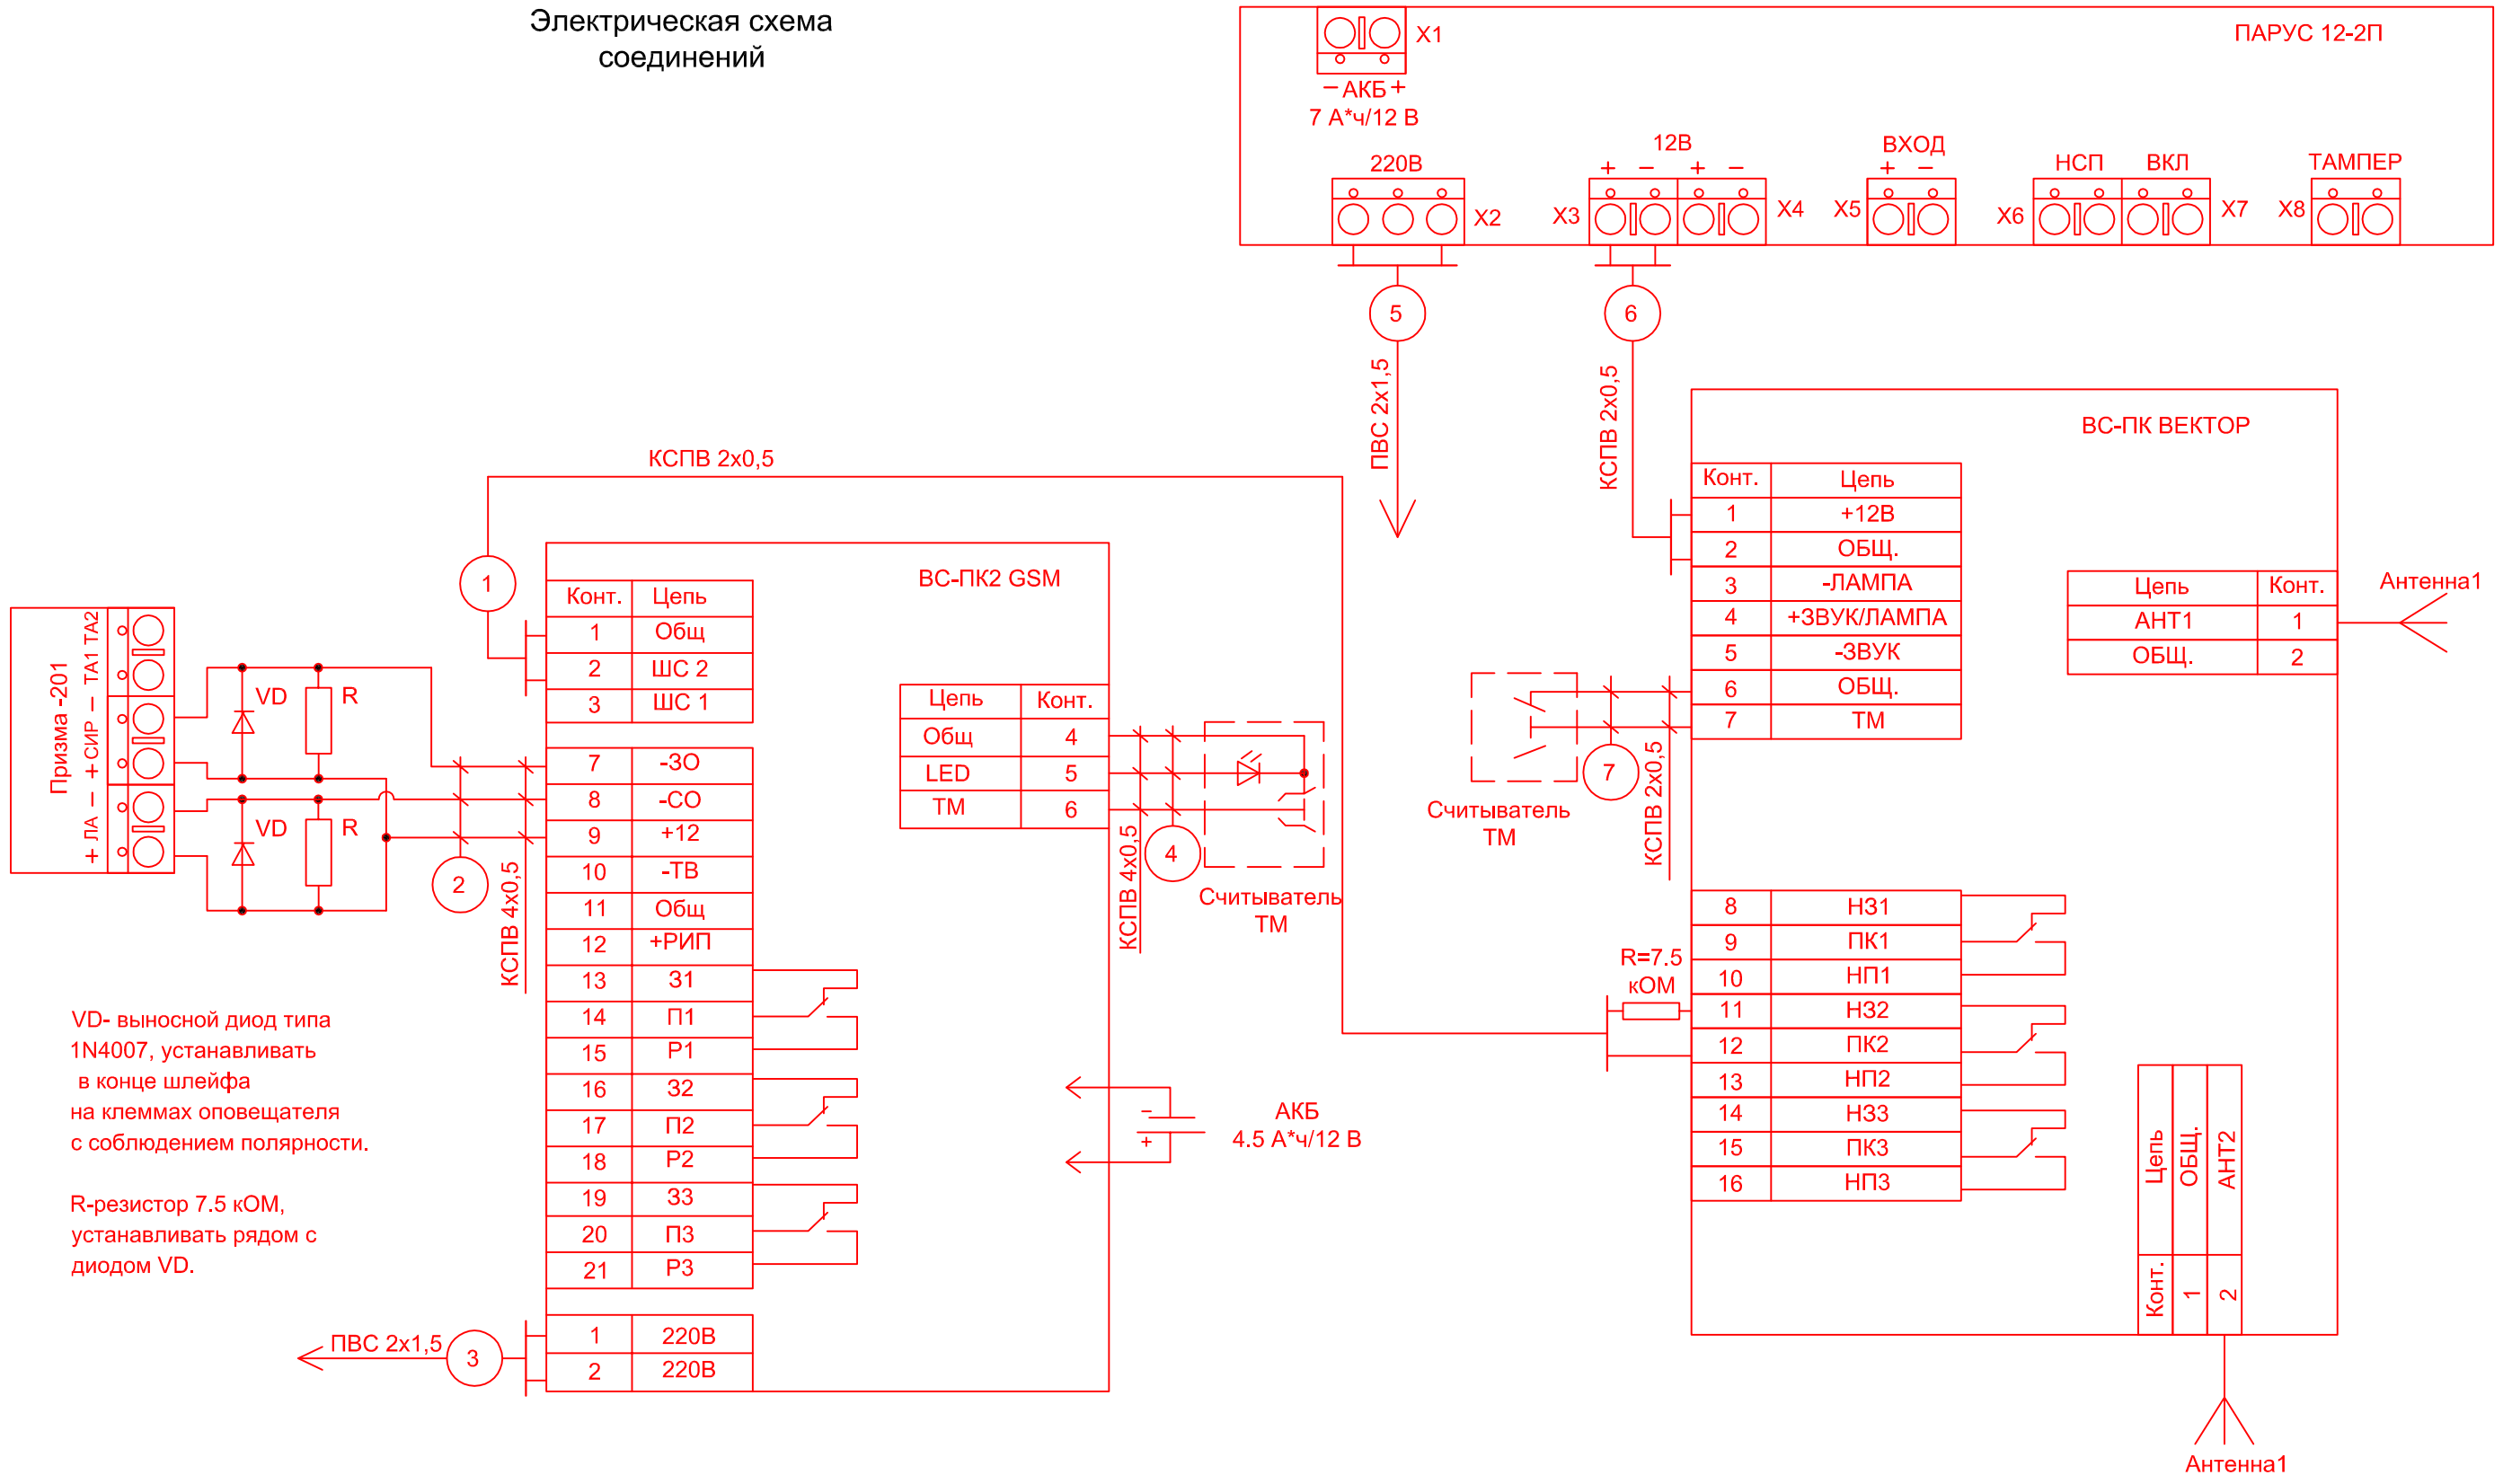 Электрическая схема
соединений
ПАРУС 12-2П
X1
– АКБ +
7 А*ч/12 В
220В
X2
12В
+ – + –
X3
X4
ВХОД
+ –
X5
НСП
ВКЛ
X6
X7
ТАМПЕР
X8
5
6
ПВС 2x1,5
КСПВ 2x0,5
КСПВ 2x0,5
1
ВС-ПК2 GSM
Конт. Цепь
1 Общ
2 ШС 2
3 ШС 1
7 -ЗО
8 -СО
9 +12
10 -ТВ
11 Общ
12 +РИП
13 З1
14 П1
15 Р1
16 З2
17 П2
18 Р2
19 З3
20 П3
21 Р3
1 220В
2 220В
Цепь Конт.
Общ 4
LED 5
ТМ 6
Призма -201
+ ЛА – + СИР – ТА1 ТА2
VD
R
VD
R
2
КСПВ 4x0,5
КСПВ 4x0,5
4
Считыватель
ТМ
АКБ
4.5 А*ч/12 В
–
+
ПВС 2x1,5
3
VD- выносной диод типа
1N4007, устанавливать
в конце шлейфа
на клеммах оповещателя
с соблюдением полярности.
R-резистор 7.5 кОМ,
устанавливать рядом с
диодом VD.
ВС-ПК ВЕКТОР
Конт. Цепь
1 +12В
2 ОБЩ.
3 -ЛАМПА
4 +ЗВУК/ЛАМПА
5 -ЗВУК
6 ОБЩ.
7 ТМ
8 НЗ1
9 ПК1
10 НП1
11 НЗ2
12 ПК2
13 НП2
14 НЗ3
15 ПК3
16 НП3
Считыватель
ТМ
7
КСПВ 2x0,5
R=7.5
кОМ
Цепь Конт.
АНТ1 1
ОБЩ. 2
Антенна1
Конт. Цепь
1 ОБЩ.
2 АНТ2
Антенна1